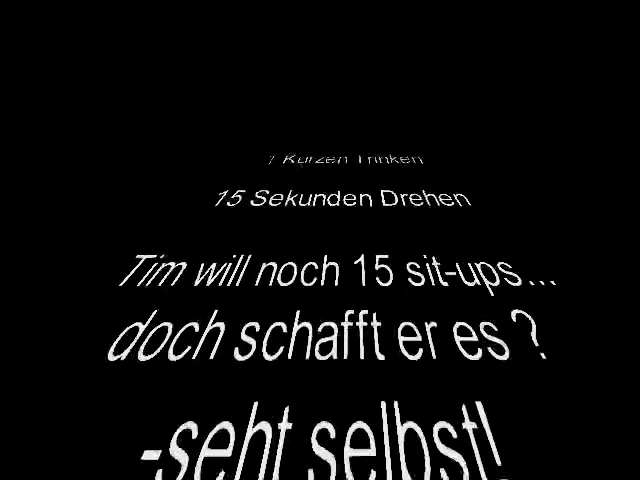 1 Kurzen Trinken
15 Sekunden Drehen
Tim will noch 15 sit-ups...
doch schafft er es ?
-seht selbst!